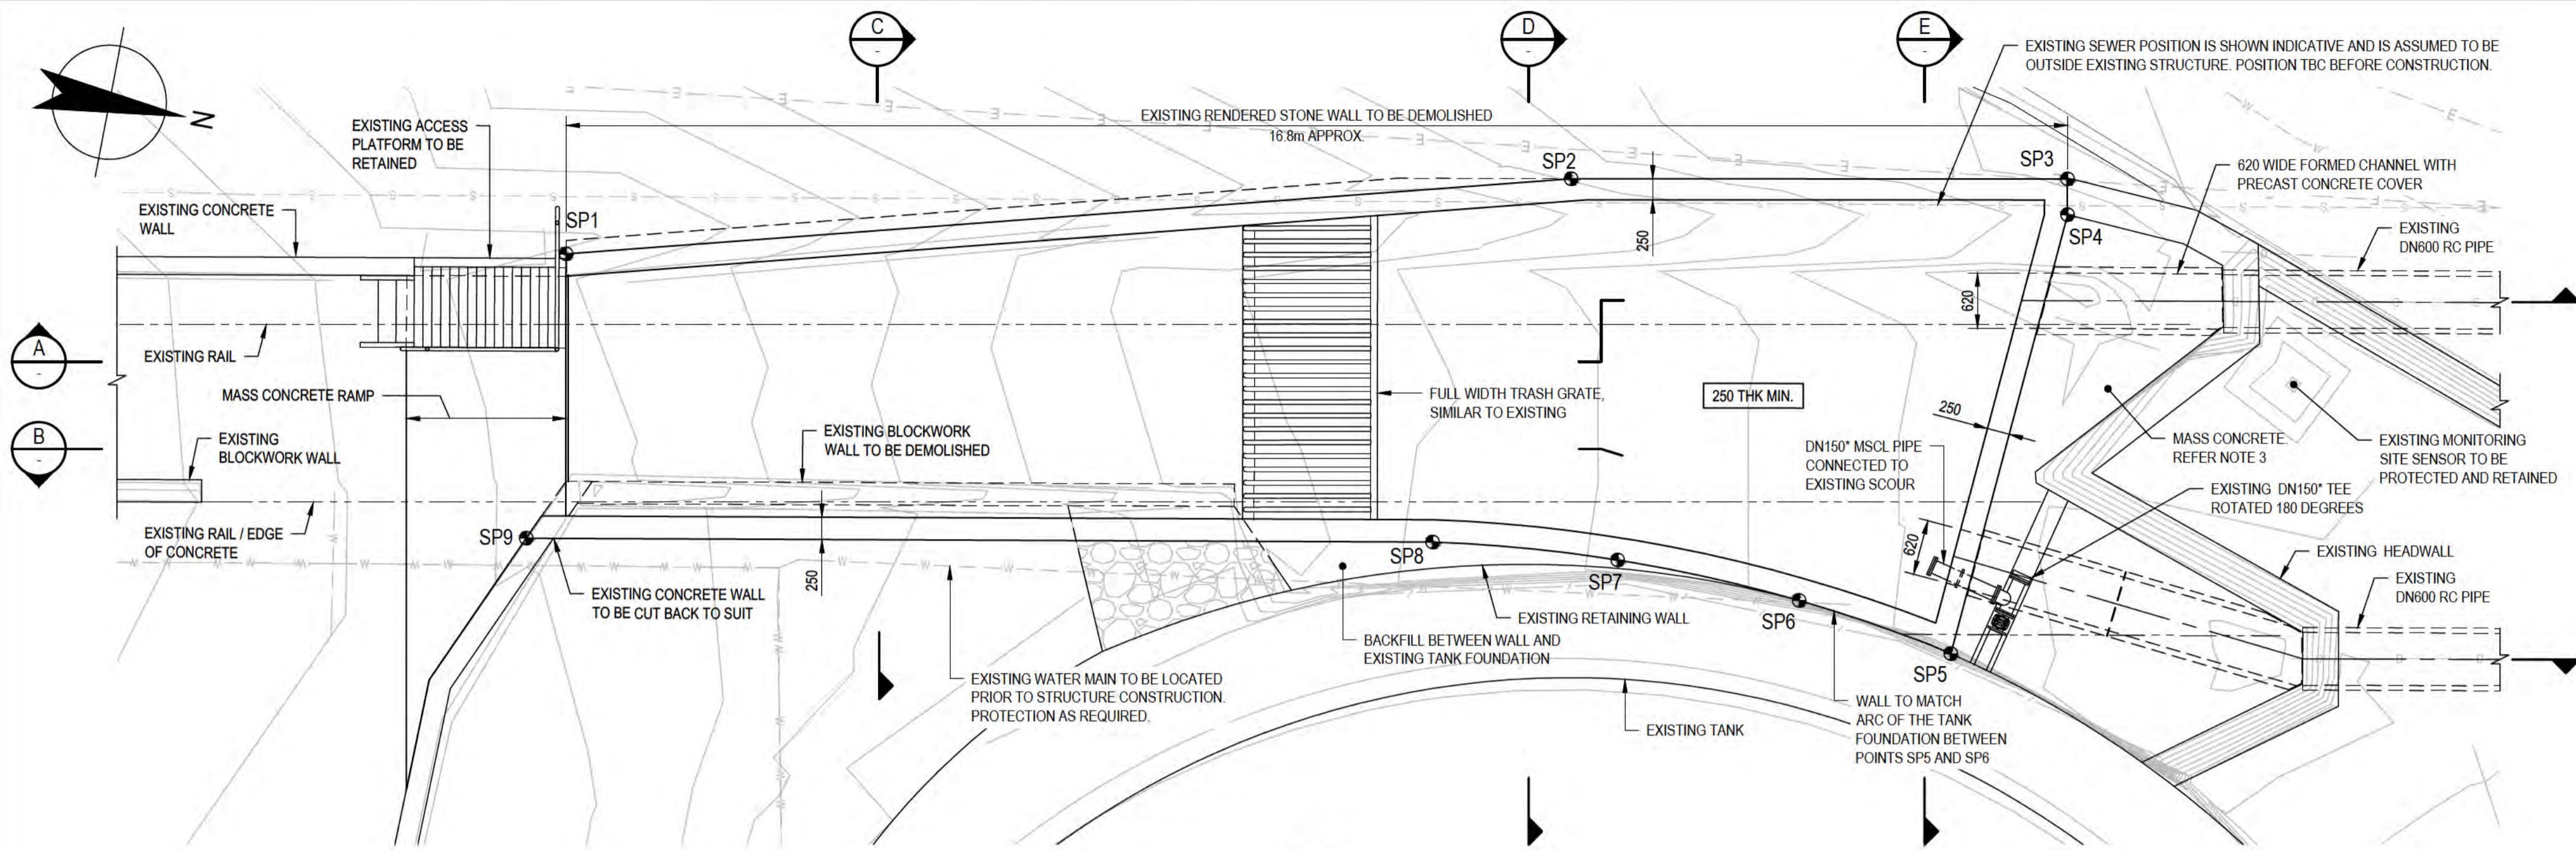 C
-
D
-
E
-
EXISTING SEWER POSITION IS SHOWN INDICATIVE AND IS ASSUMED TO BE
OUTSIDE EXISTING STRUCTURE. POSITION TBC BEFORE CONSTRUCTION.
N
EXISTING ACCESS
PLATFORM TO BE
RETAINED
EXISTING RENDERED STONE WALL TO BE DEMOLISHED
16.8m APPROX.
SP2
SP3
620 WIDE FORMED CHANNEL WITH
PRECAST CONCRETE COVER
EXISTING CONCRETE
WALL
SP1
SP4
250
EXISTING
DN600 RC PIPE
620
A
-
EXISTING RAIL
MASS CONCRETE RAMP
FULL WIDTH TRASH GRATE,
SIMILAR TO EXISTING
250 THK MIN.
250
B
-
EXISTING
BLOCKWORK WALL
EXISTING BLOCKWORK
WALL TO BE DEMOLISHED
DN150* MSCL PIPE
CONNECTED TO
EXISTING SCOUR
MASS CONCRETE
REFER NOTE 3
EXISTING MONITORING
SITE SENSOR TO BE
PROTECTED AND RETAINED
EXISTING DN150* TEE
ROTATED 180 DEGREES
EXISTING RAIL / EDGE
OF CONCRETE
SP9
SP8
SP7
SP6
SP5
620
EXISTING HEADWALL
EXISTING
DN600 RC PIPE
EXISTING CONCRETE WALL
TO BE CUT BACK TO SUIT
250
EXISTING RETAINING WALL
BACKFILL BETWEEN WALL AND
EXISTING TANK FOUNDATION
EXISTING WATER MAIN TO BE LOCATED
PRIOR TO STRUCTURE CONSTRUCTION.
PROTECTION AS REQUIRED.
EXISTING TANK
WALL TO MATCH
ARC OF THE TANK
FOUNDATION BETWEEN
POINTS SP5 AND SP6